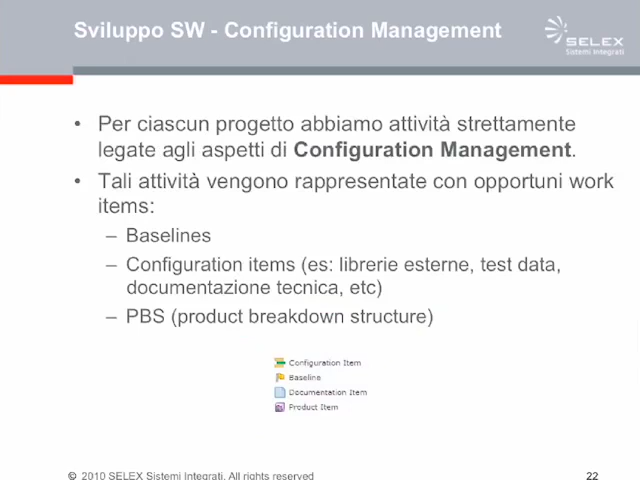 Sviluppo SW - Configuration Management
SELEX
Sistemi Integrati
• Per ciascun progetto abbiamo attività strettamente
legate agli aspetti di Configuration Management.
• Tali attività vengono rappresentate con opportuni work
items:
– Baselines
– Configuration items (es: librerie esterne, test data,
documentazione tecnica, etc)
– PBS (product breakdown structure)
Configuration Item
Baseline
Documentation Item
Product Item
© 2010 SELEX Sistemi Integrati. All rights reserved
22